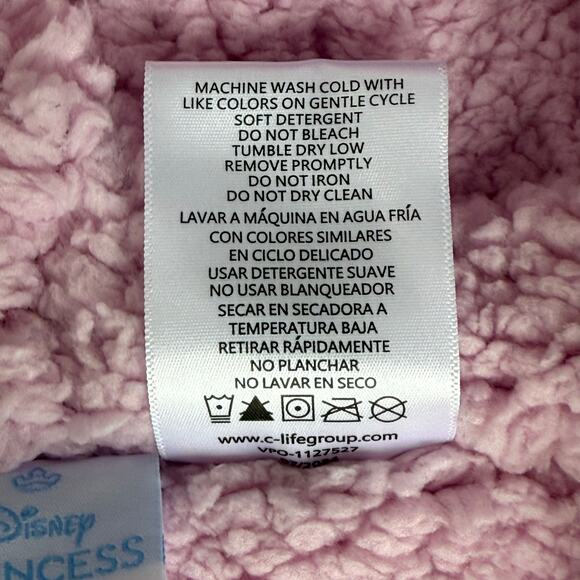 MACHINE WASH COLD WITH
LIKE COLORS ON GENTLE CYCLE
SOFT DETERGENT
DO NOT BLEACH
TUMBLE DRY LOW
REMOVE PROMPTLY
DO NOT IRON
DO NOT DRY CLEAN
LAVAR A MÁQUINA EN AGUA FRÍA
CON COLORES SIMILARES
EN CICLO DELICADO
USAR DETERGENTE SUAVE
NO USAR BLANQUEADOR
SECAR EN SECADORA A
TEMPERATURA BAJA
RETIRAR RÁPIDAMENTE
NO PLANCHAR
NO LAVAR EN SECO
www.c-lifegroup.com
VPO-1127527
DISNEY